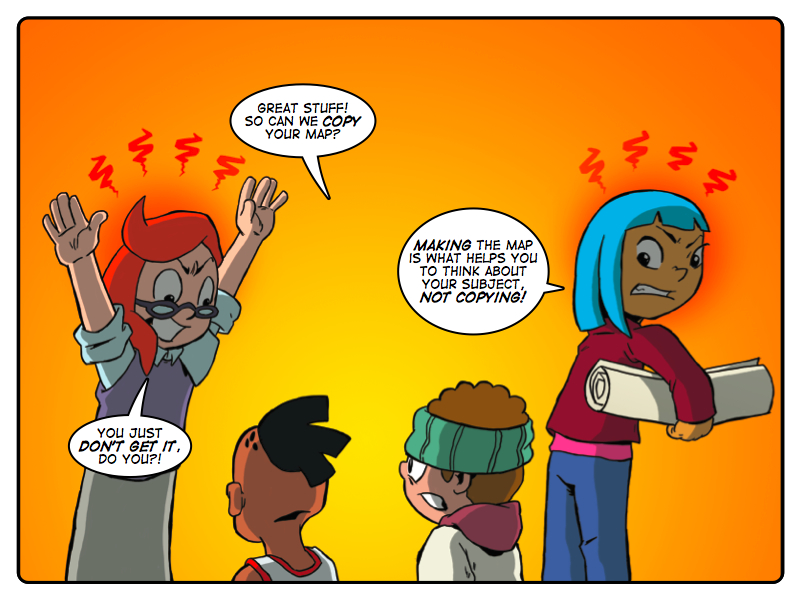 GREAT STUFF!
SO CAN WE COPY
YOUR MAP?
MAKING THE MAP
IS WHAT HELPS YOU
TO THINK ABOUT
YOUR SUBJECT,
NOT COPYING!
YOU JUST
DON'T GET IT,
DO YOU?!